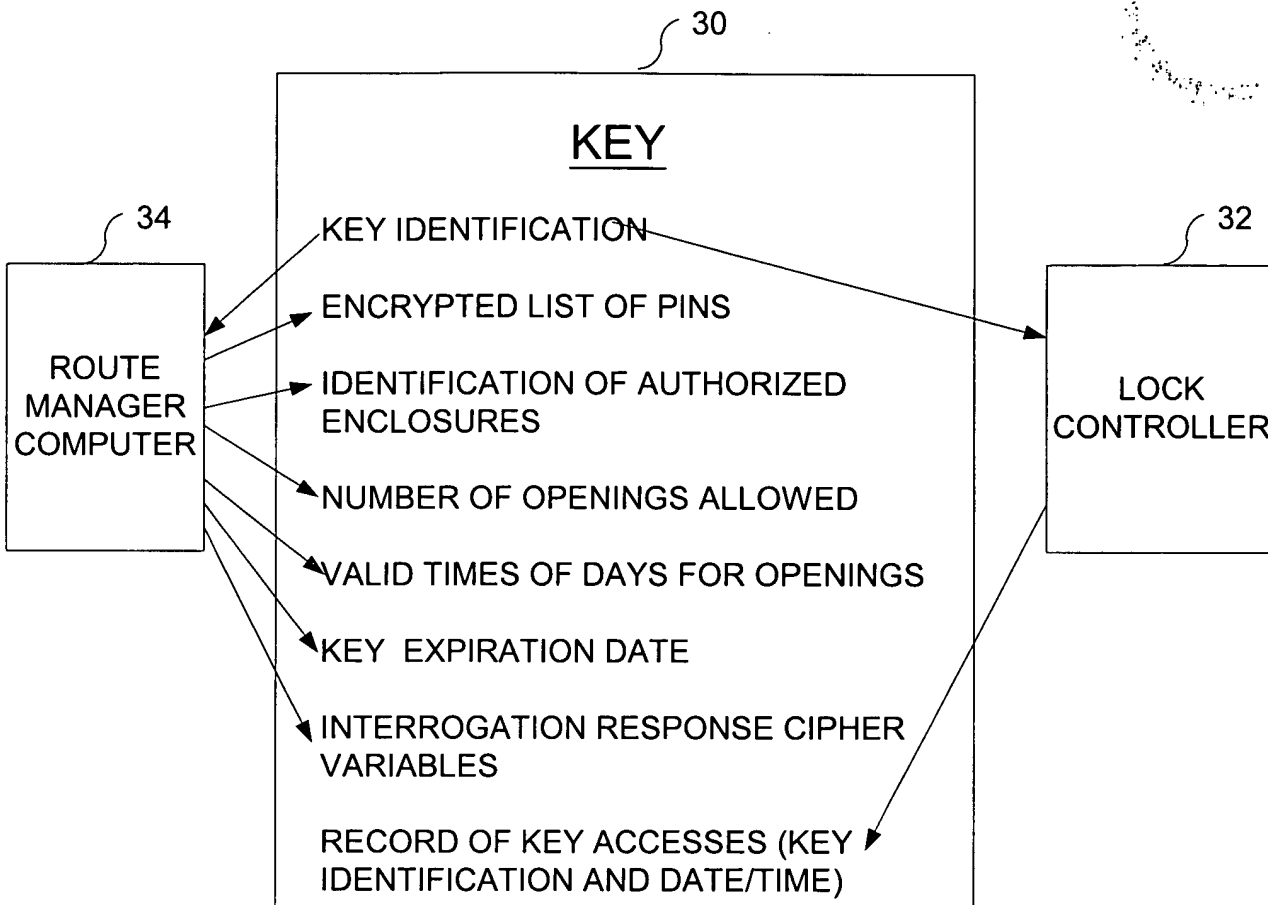 30
KEY
34
KEY IDENTIFICATION
32
ENCRYPTED LIST OF PINS
ROUTE
MANAGER
COMPUTER
IDENTIFICATION OF AUTHORIZED
ENCLOSURES
LOCK
CONTROLLER
NUMBER OF OPENINGS ALLOWED
VALID TIMES OF DAYS FOR OPENINGS
KEY EXPIRATION DATE
INTERROGATION RESPONSE CIPHER
VARIABLES
RECORD OF KEY ACCESSES (KEY
IDENTIFICATION AND DATE/TIME)